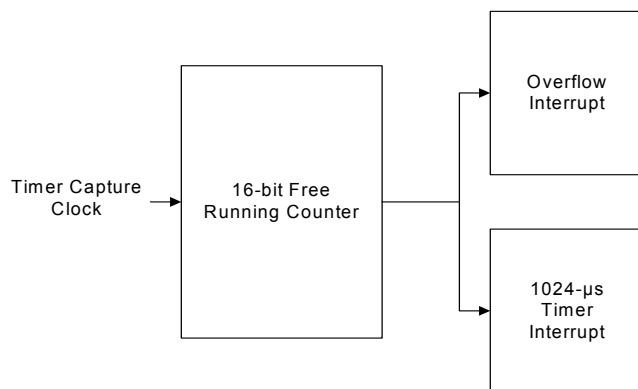 Timer Capture
Clock
16-bit Free
Running Counter
Overflow
Interrupt
1024-µs
Timer
Interrupt